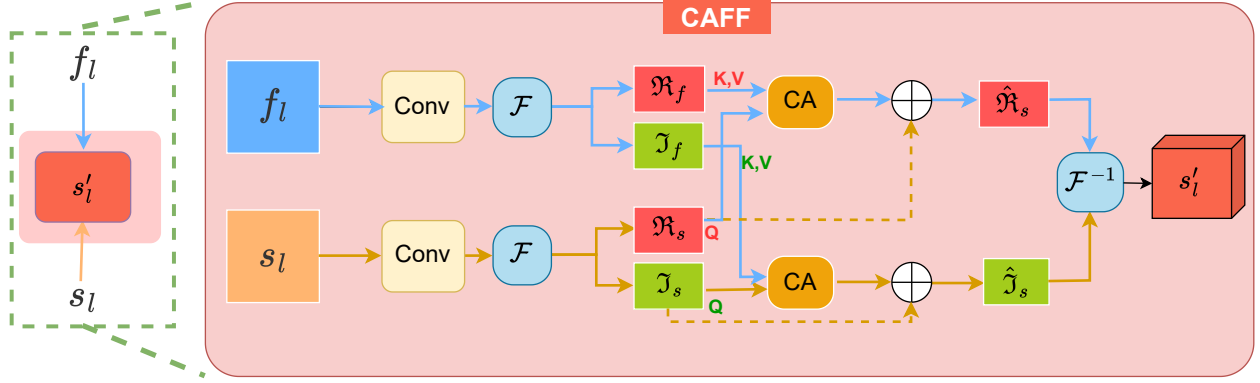 CAFF
f_l
s'_l
s_l
f_l
Conv
ℱ
ℜ_f
K,V
CA
⊕
ℜ̂_s
ℑ_f
K,V
ℱ⁻¹
s'_l
s_l
Conv
ℱ
ℜ_s
Q
ℑ_s
Q
CA
⊕
ℑ̂_s